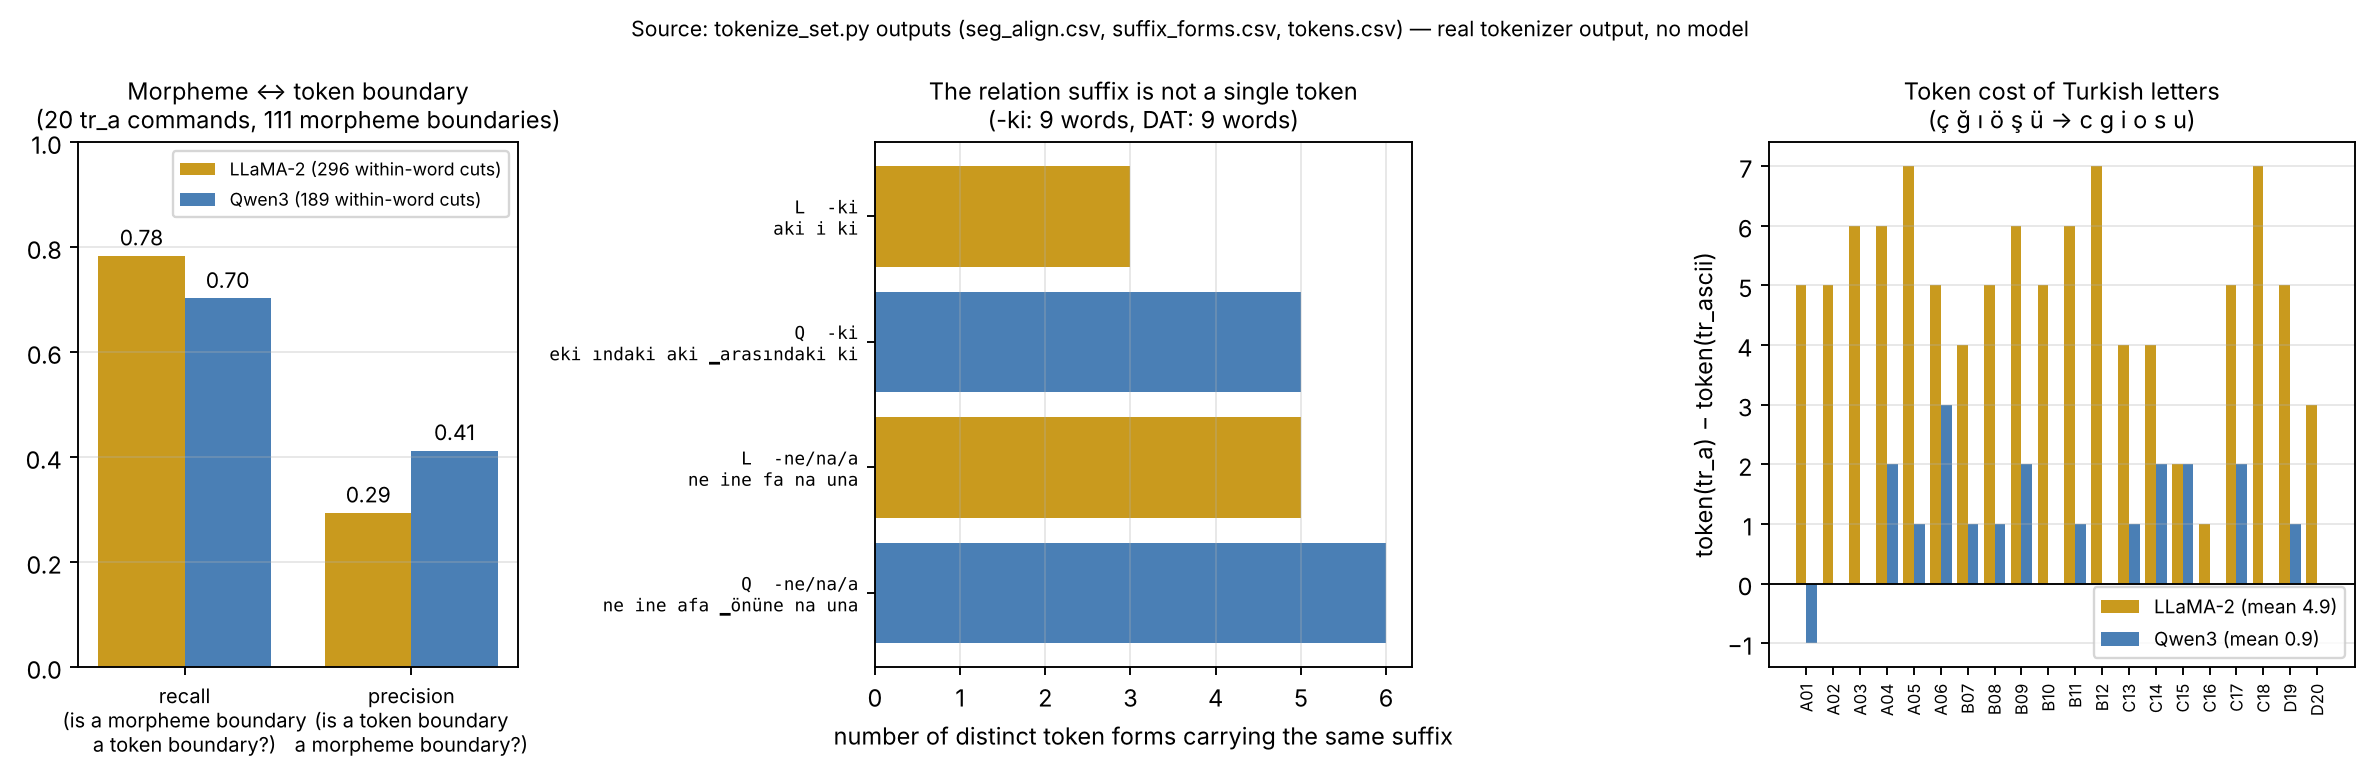 Source: tokenize_set.py outputs (seg_align.csv, suffix_forms.csv, tokens.csv) — real tokenizer output, no model
Morpheme ↔ token boundary
(20 tr_a commands, 111 morpheme boundaries)
1.0
0.8
0.6
0.4
0.2
0.0
LLaMA-2 (296 within-word cuts)
Qwen3 (189 within-word cuts)
0.78
0.70
0.29
0.41
recall
(is a morpheme boundary
a token boundary?)
precision
(is a token boundary
a morpheme boundary?)
The relation suffix is not a single token
(-ki: 9 words, DAT: 9 words)
L -ki
aki i ki
Q -ki
eki ındaki aki ▁arasındaki ki
L -ne/na/a
ne ine fa na una
Q -ne/na/a
ne ine afa ▁önüne na una
0 1 2 3 4 5 6
number of distinct token forms carrying the same suffix
Token cost of Turkish letters
(ç ğ ı ö ş ü → c g i o s u)
token(tr_a) − token(tr_ascii)
7
6
5
4
3
2
1
0
−1
LLaMA-2 (mean 4.9)
Qwen3 (mean 0.9)
A01 A02 A03 A04 A05 A06 B07 B08 B09 B10 B11 B12 C13 C14 C15 C16 C17 C18 D19 D20